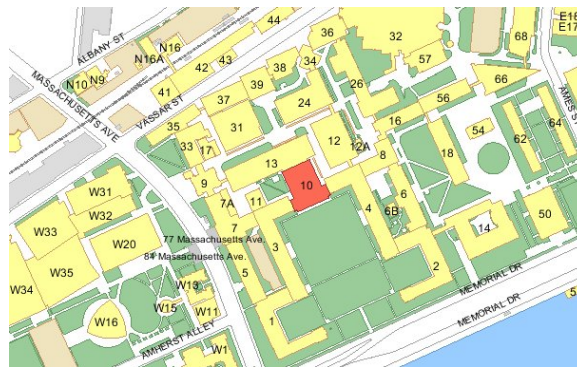 44
36
32
68
E18
E17
ALBANY ST
N16
N16A
N9
N10
42
43
34
38
57
41
39
26
66
MASSACHUSETTS AVE
VASSAR ST
37
24
56
AMES ST
35
31
12
16
54
62
64
33
17
12A
8
18
13
9
10
7A
11
4
6
W31
6B
W32
7
50
W33
W20
77 Massachusetts Ave.
3
14
84 Massachusetts Ave.
5
2
W35
W34
W13
MEMORIAL DR
W15
W11
MEMORIAL DR
5
W16
1
AMHERST ALLEY
W1